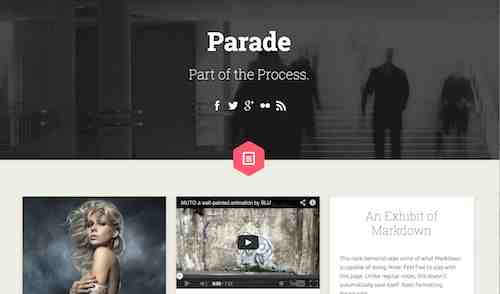 Parade
Part of the Process.
MUTO a wall-painted animation by BLU
An Exhibit of
Markdown
This note demonstrates some of what Markdown
is capable of doing. Note: Feel free to play with
this page. Unlike regular notes, this doesn't
automatically save itself. Basic formatting